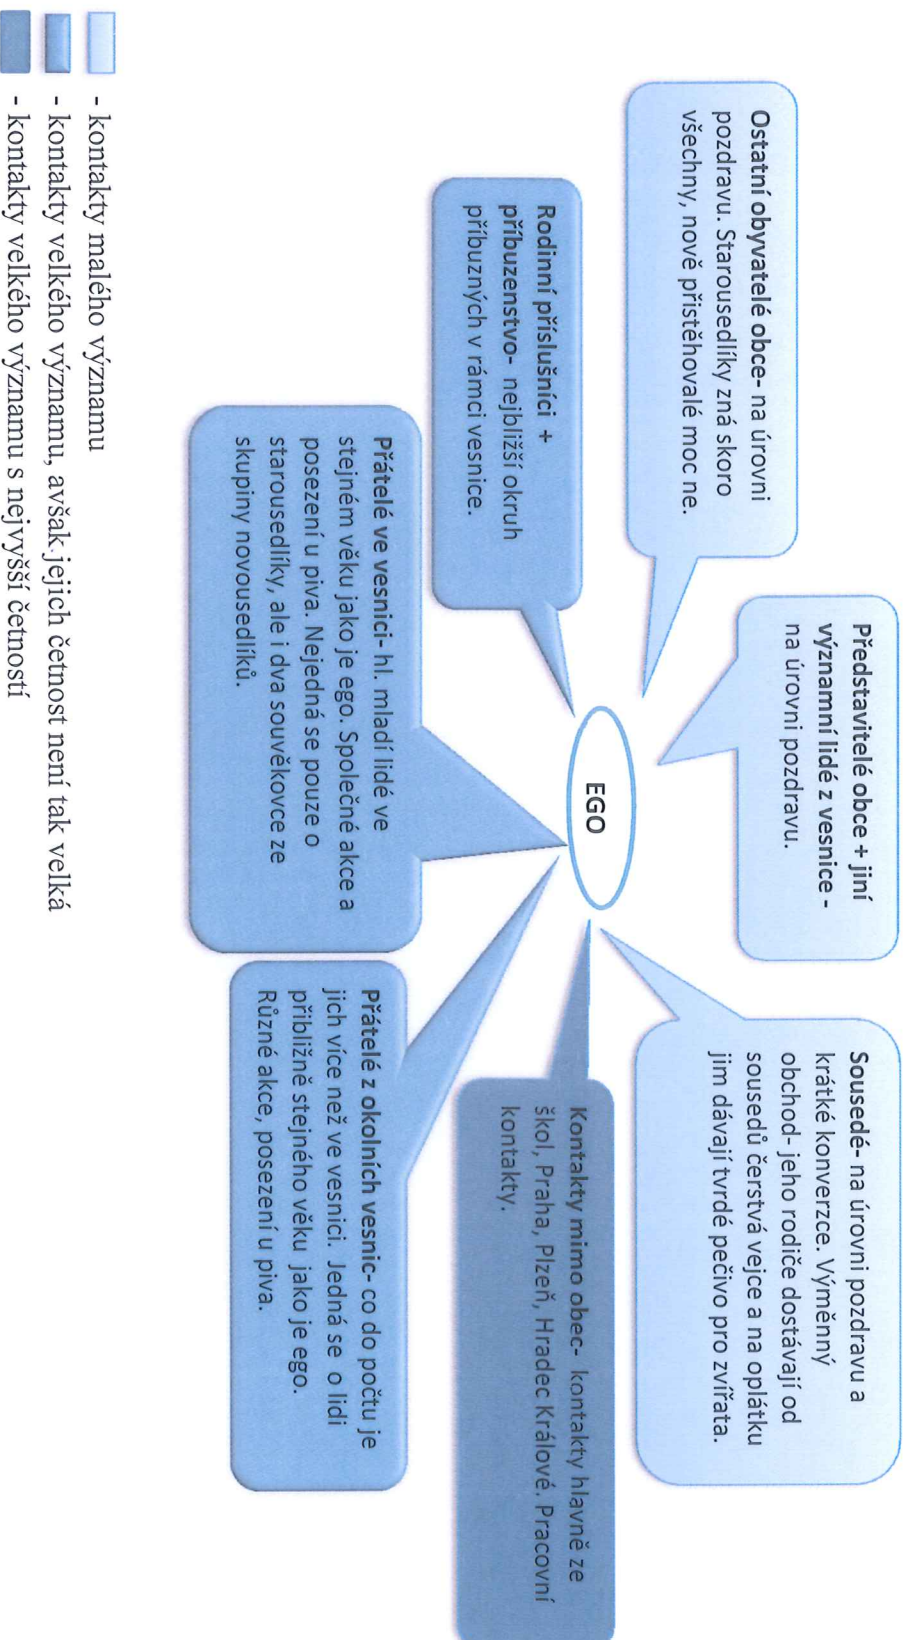 Ostatní obyvatelé obce- na úrovni
pozdravu. Starousedlíky zná skoro
všechny, nově přistěhovalé moc ne.
Představitelé obce + jiní
významní lidé z vesnice -
na úrovni pozdravu.
Sousedé- na úrovni pozdravu a
krátké konverzce. Výměnný
obchod- jeho rodiče dostávají od
sousedů čerstvá vejce a na oplátku
jim dávají tvrdé pečivo pro zvířata.
Rodinní příslušníci +
příbuzenstvo- nejbližší okruh
příbuzných v rámci vesnice.
EGO
Kontakty mimo obec- kontakty hlavně ze
škol, Praha, Plzeň, Hradec Králové. Pracovní
kontakty.
Přátelé ve vesnici- hl. mladí lidé ve
stejném věku jako je ego. Společné akce a
posezení u piva. Nejedná se pouze o
starousedlíky, ale i dva souvěkovce ze
skupiny novousedlíků.
Přátelé z okolních vesnic- co do počtu je
jich více než ve vesnici. Jedná se o lidi
přibližně stejného věku jako je ego.
Různé akce, posezení u piva.
- kontakty malého významu
- kontakty velkého významu, avšak jejich četnost není tak velká
- kontakty velkého významu s nejvyšší četností